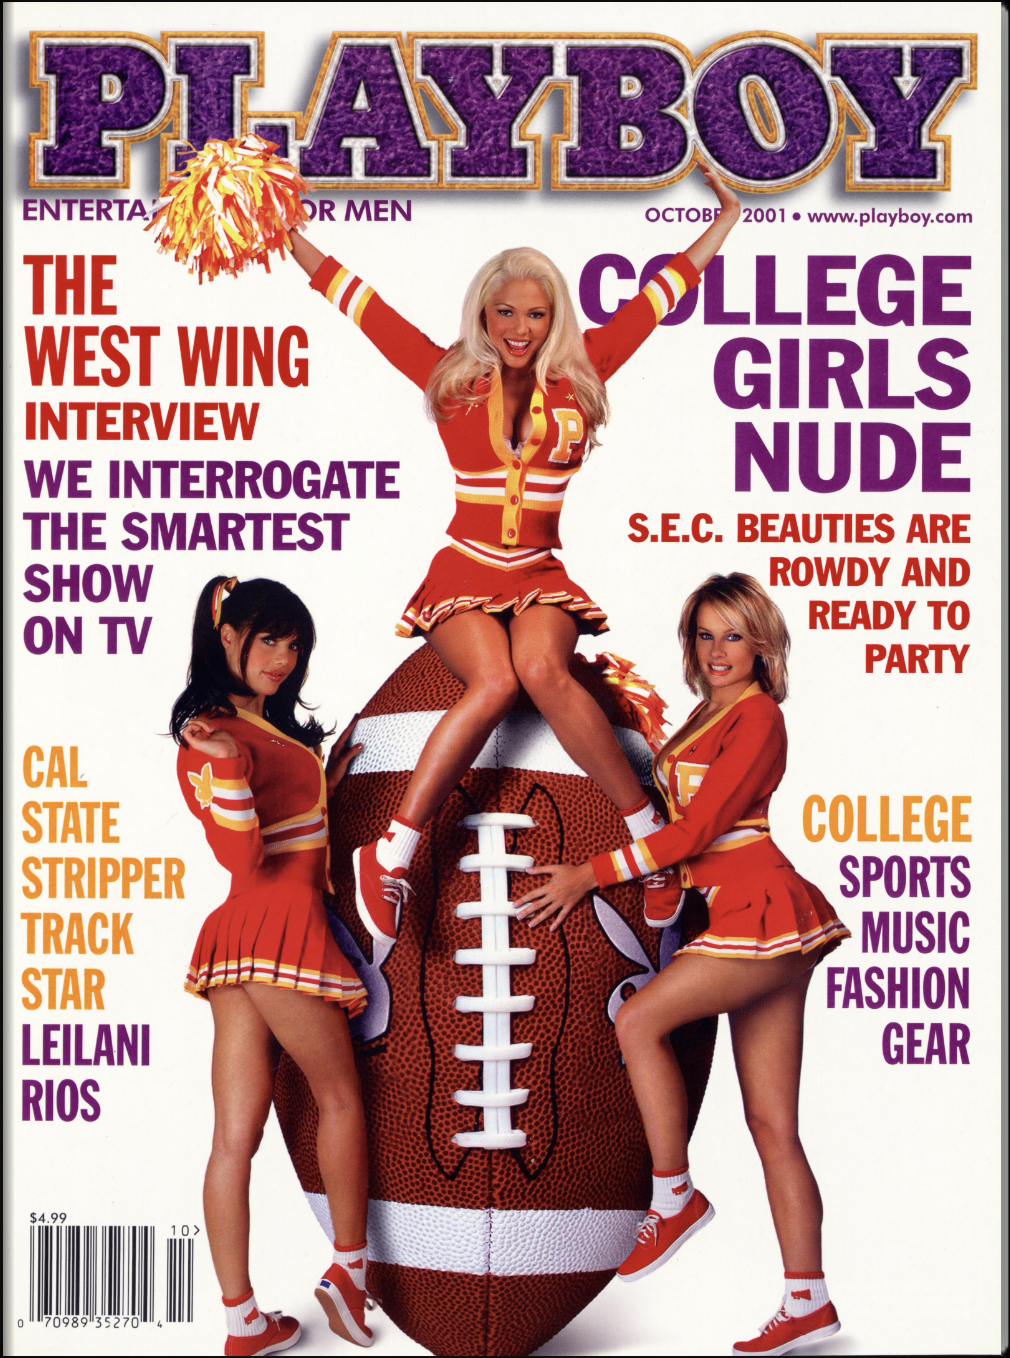 PLAYBOY
ENTERTA OR MEN
OCTOBE 2001 • www.playboy.com
THE
WEST WING
INTERVIEW
WE INTERROGATE
THE SMARTEST
SHOW
ON TV
COLLEGE
GIRLS
NUDE
S.E.C. BEAUTIES ARE
ROWDY AND
READY TO
PARTY
P
CAL
STATE
STRIPPER
TRACK
STAR
LEILANI
RIOS
COLLEGE
SPORTS
MUSIC
FASHION
GEAR
$4.99
10>
0 70989 35270 4